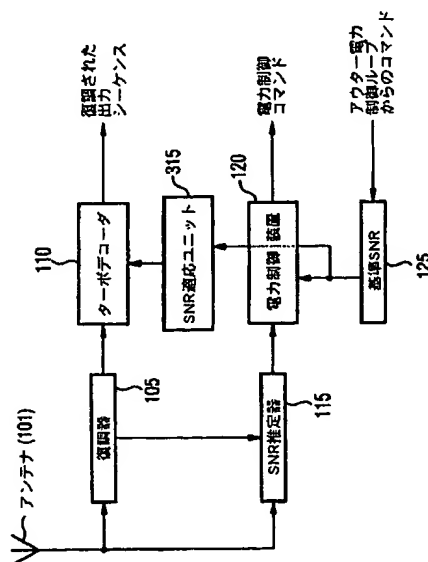 アンテナ (101)
復調器
105
ターボデコーダ
110
復調された
出力
シーケンス
SNR適応ユニット
315
SNR推定器
115
電力制御装置
120
電力制御
コマンド
基準SNR
125
アウター電力
制御ループ
からのコマンド